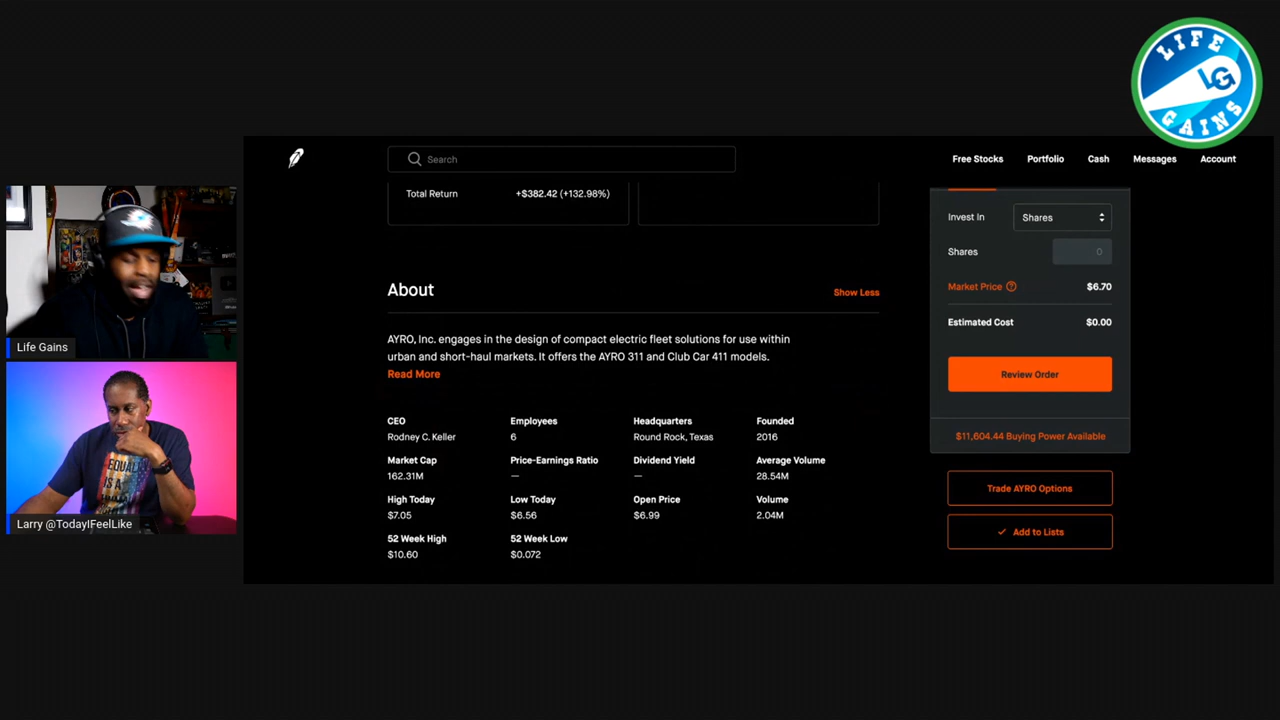 LIFE
LG
GAINS
Search
Free Stocks
Portfolio
Cash
Messages
Account
Total Return
+$382.42 (+132.98%)
Invest In
Shares
Shares
0
Market Price ?
$6.70
Estimated Cost
$0.00
Review Order
$11,604.44 Buying Power Available
Trade AYRO Options
Add to Lists
About
Show Less
AYRO, Inc. engages in the design of compact electric fleet solutions for use within
urban and short-haul markets. It offers the AYRO 311 and Club Car 411 models.
Read More
CEO
Rodney C. Keller
Employees
6
Headquarters
Round Rock, Texas
Founded
2016
Market Cap
162.31M
Price-Earnings Ratio
—
Dividend Yield
—
Average Volume
28.54M
High Today
$7.05
Low Today
$6.56
Open Price
$6.99
Volume
2.04M
52 Week High
$10.60
52 Week Low
$0.072
Life Gains
EQUALITY
IS A
Larry @TodayIFeelLike